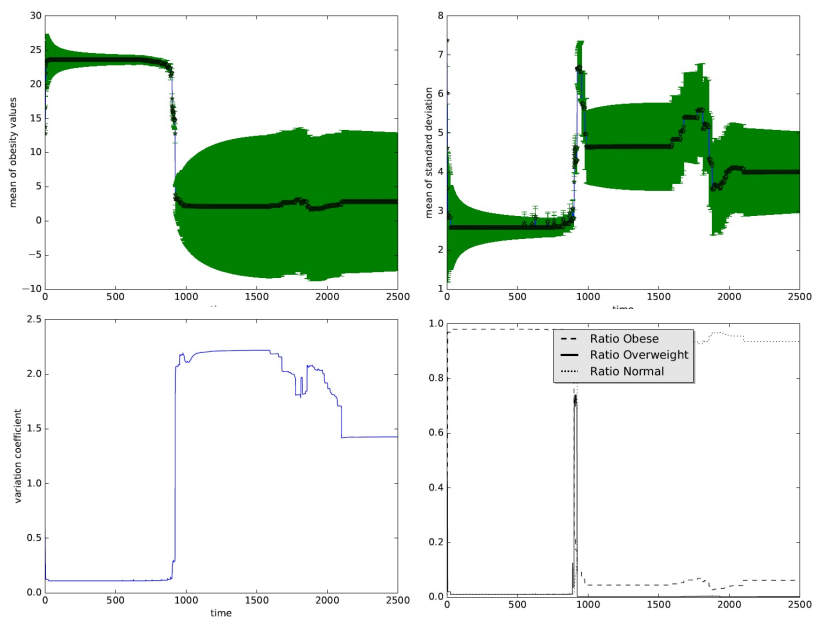 30
25
20
15
10
5
0
−5
−10
mean of obesity values
0 500 1000 1500 2000 2500
8
7
6
5
4
3
2
1
mean of standard deviation
0 500 1000 1500 2000 2500
time
2.5
2.0
1.5
1.0
0.5
0.0
variation coefficient
0 500 1000 1500 2000 2500
time
1.0
0.8
0.6
0.4
0.2
0.0
Ratio Obese
Ratio Overweight
Ratio Normal
0 500 1000 1500 2000 2500